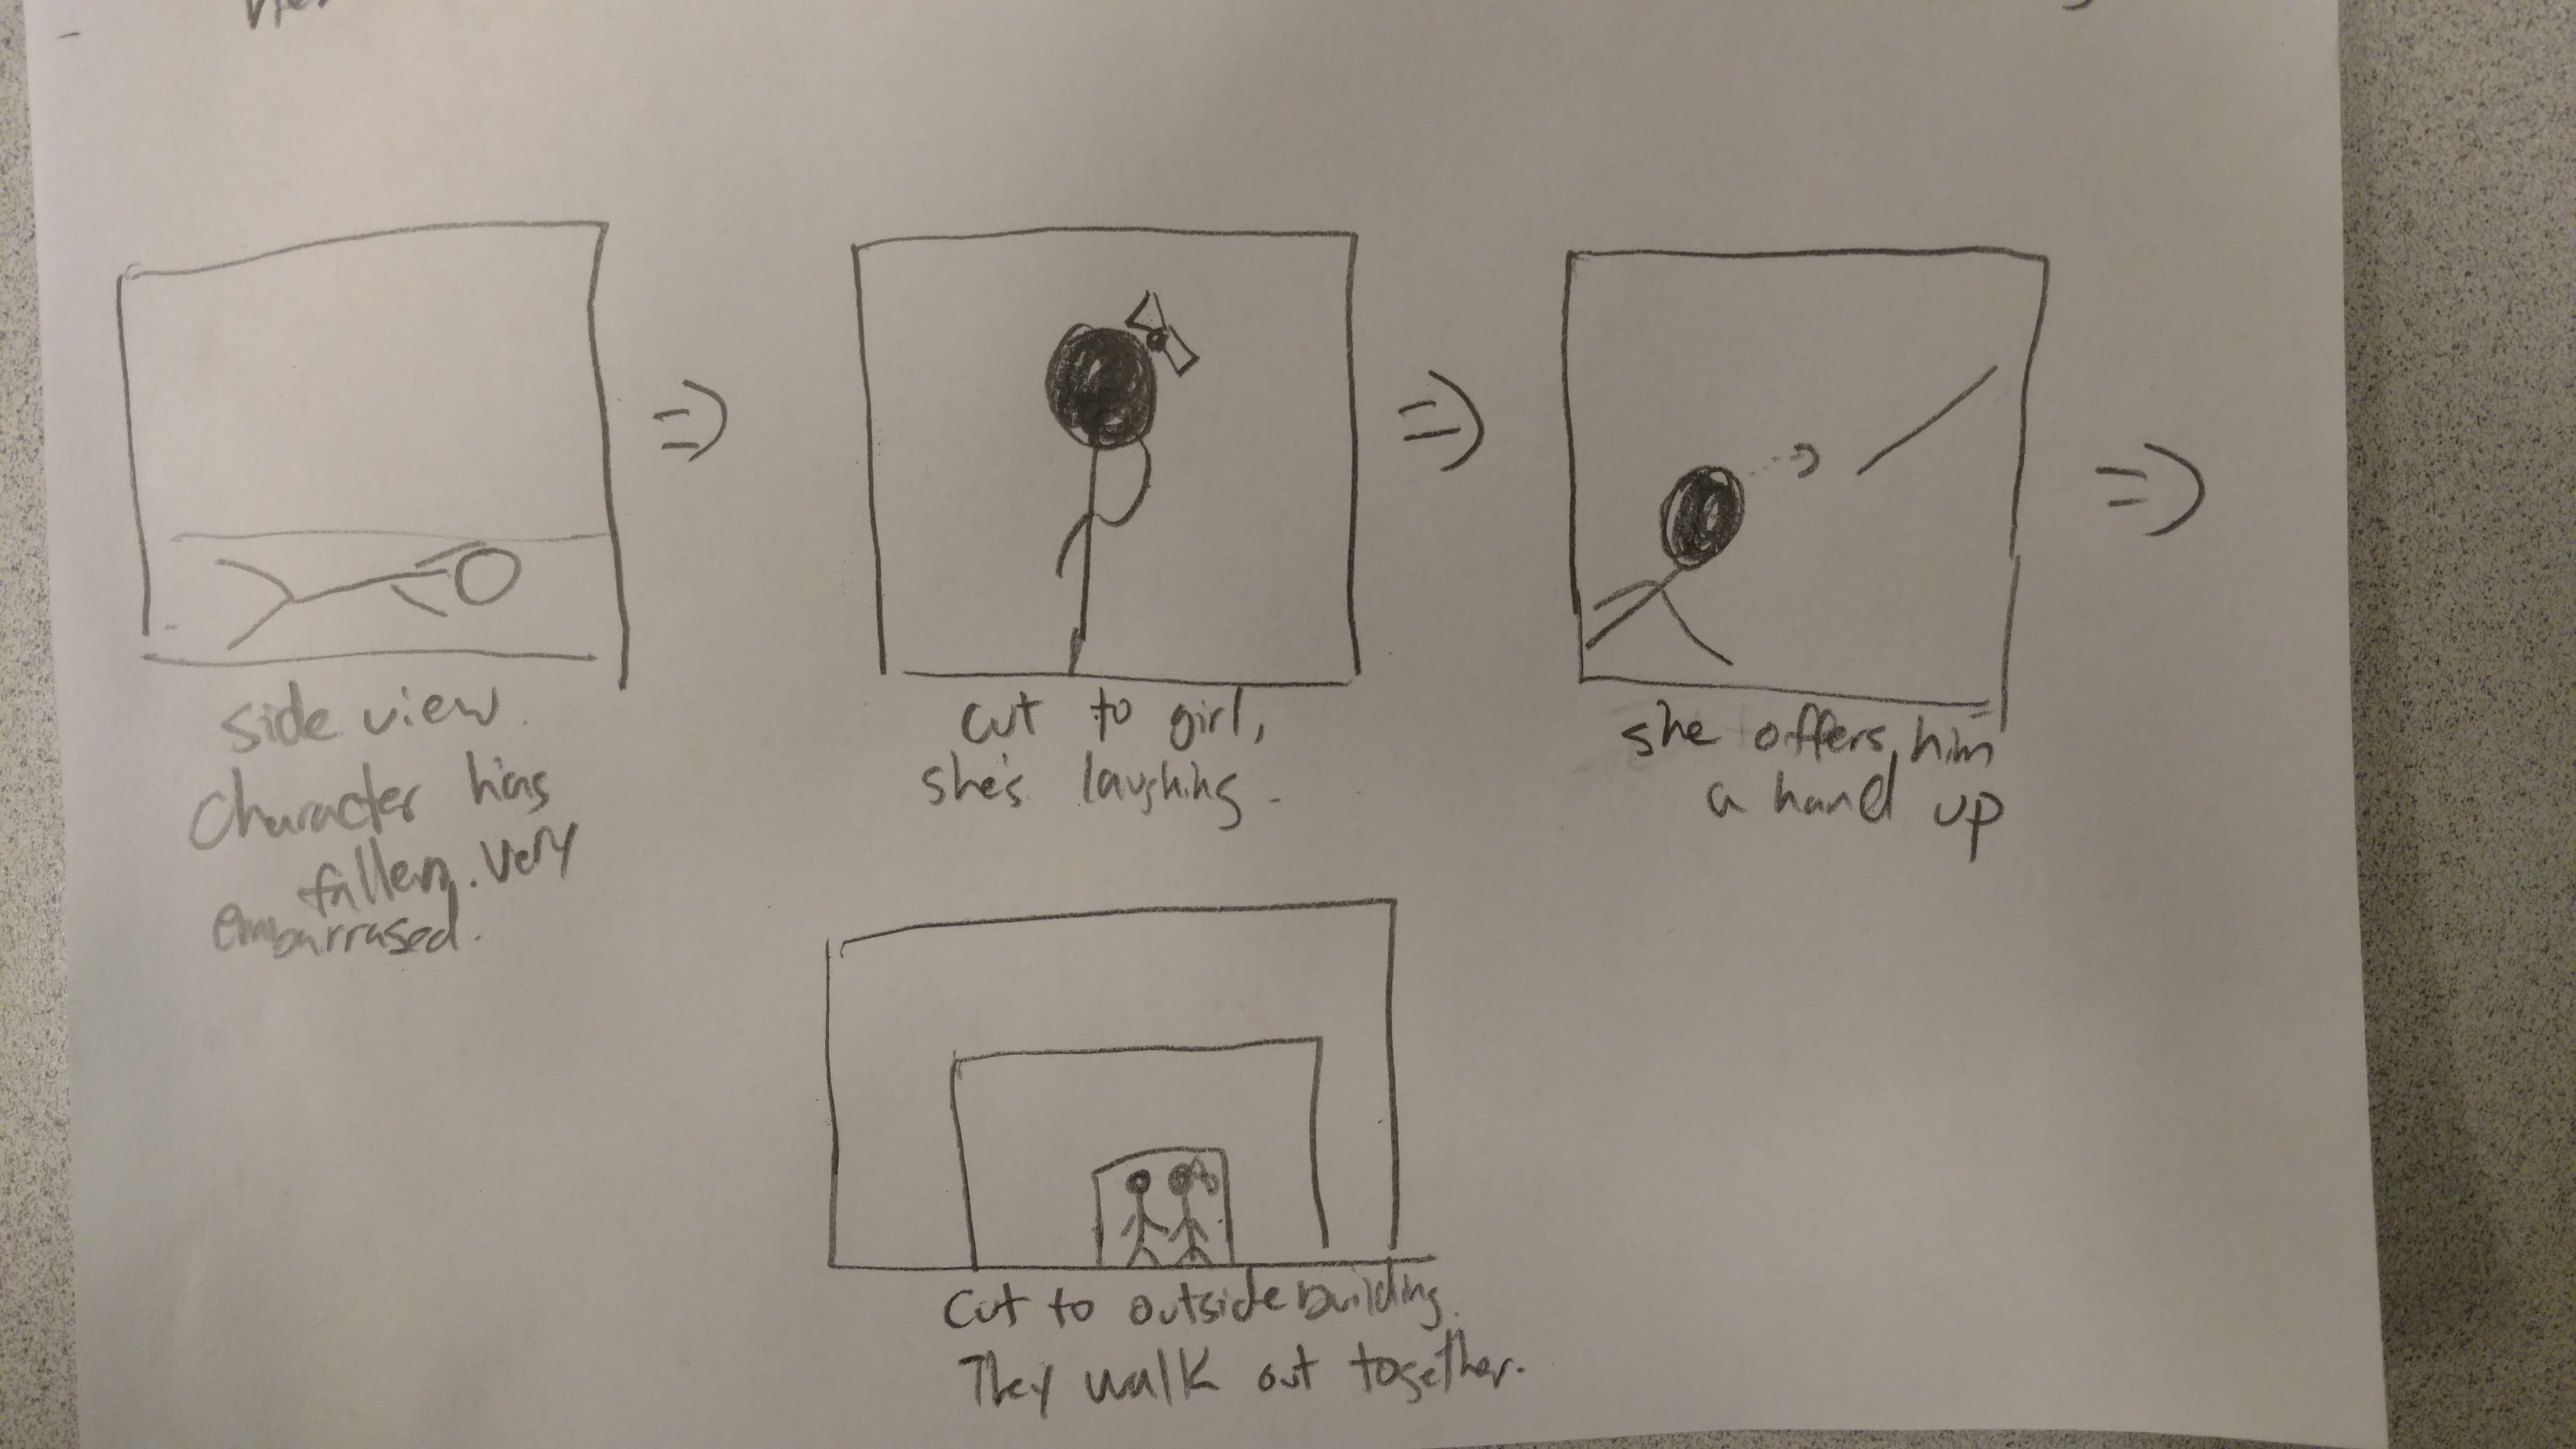 side view.
Character has
fallen. Very
embarrased.
cut to girl,
she's laughing.
she offers him
a hand up
Cut to outside building.
They walk out together.